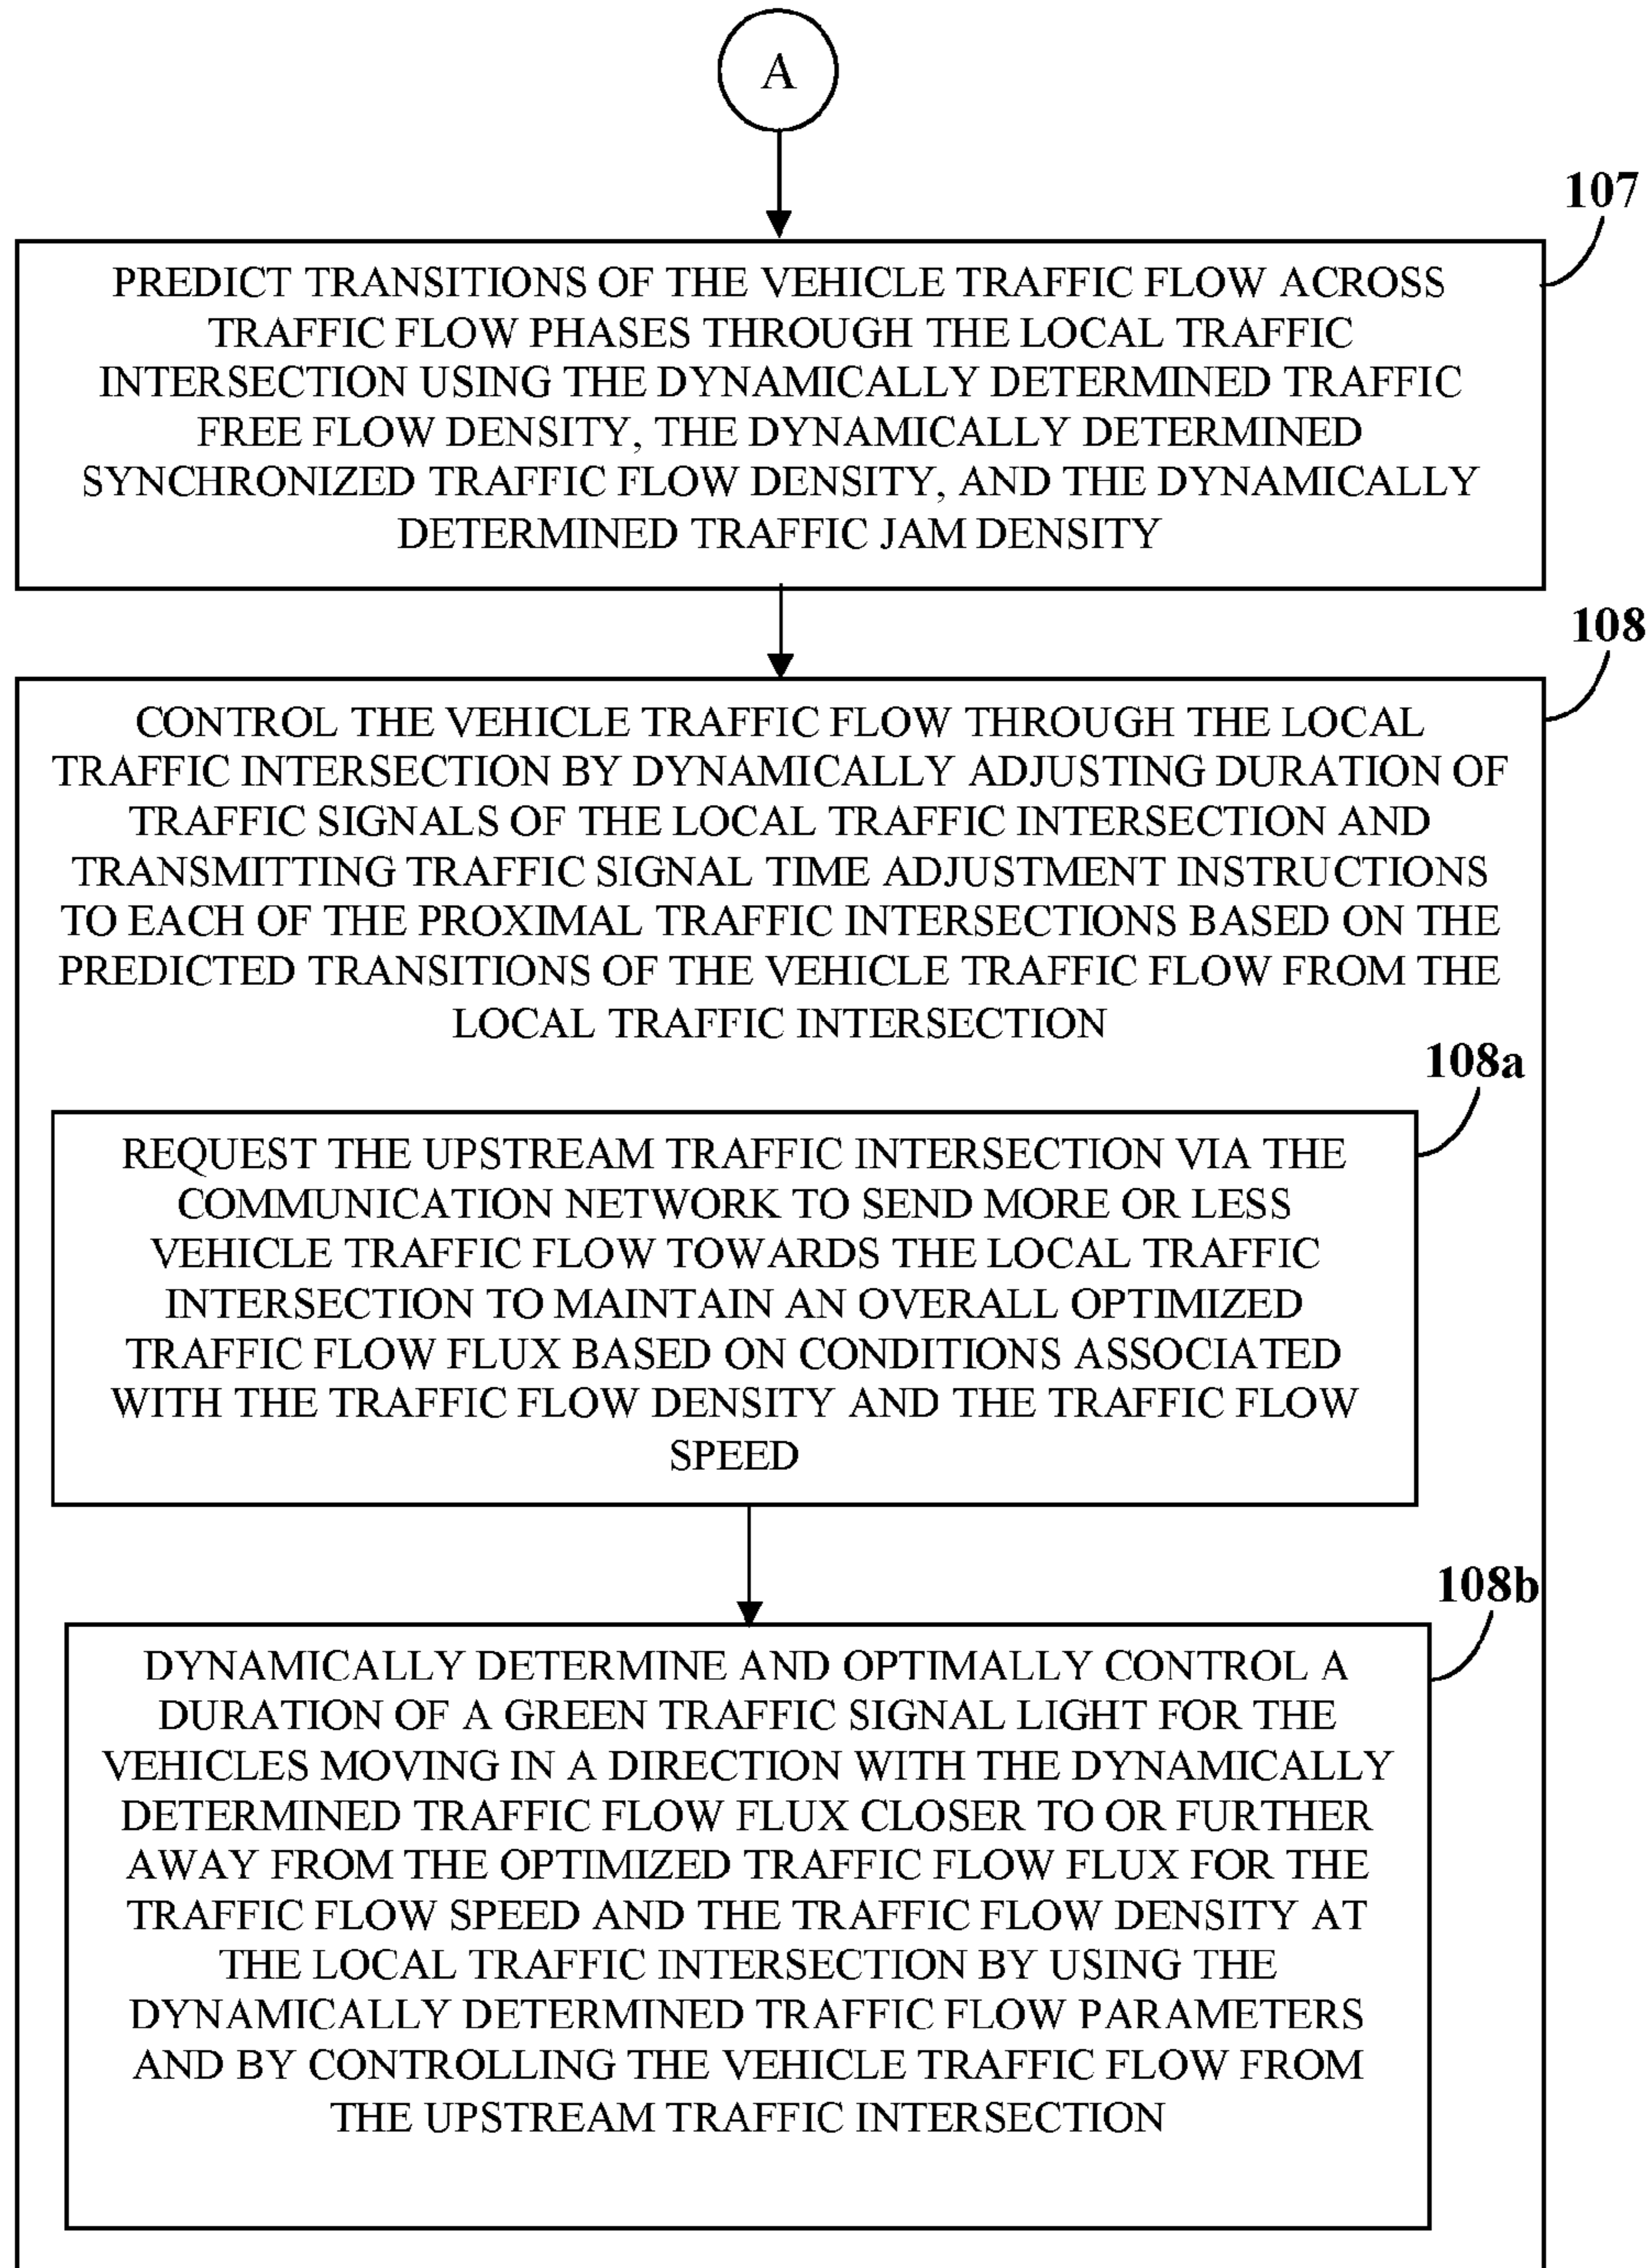 A
107
PREDICT TRANSITIONS OF THE VEHICLE TRAFFIC FLOW ACROSS
TRAFFIC FLOW PHASES THROUGH THE LOCAL TRAFFIC
INTERSECTION USING THE DYNAMICALLY DETERMINED TRAFFIC
FREE FLOW DENSITY, THE DYNAMICALLY DETERMINED
SYNCHRONIZED TRAFFIC FLOW DENSITY, AND THE DYNAMICALLY
DETERMINED TRAFFIC JAM DENSITY
108
CONTROL THE VEHICLE TRAFFIC FLOW THROUGH THE LOCAL
TRAFFIC INTERSECTION BY DYNAMICALLY ADJUSTING DURATION OF
TRAFFIC SIGNALS OF THE LOCAL TRAFFIC INTERSECTION AND
TRANSMITTING TRAFFIC SIGNAL TIME ADJUSTMENT INSTRUCTIONS
TO EACH OF THE PROXIMAL TRAFFIC INTERSECTIONS BASED ON THE
PREDICTED TRANSITIONS OF THE VEHICLE TRAFFIC FLOW FROM THE
LOCAL TRAFFIC INTERSECTION
108a
REQUEST THE UPSTREAM TRAFFIC INTERSECTION VIA THE
COMMUNICATION NETWORK TO SEND MORE OR LESS
VEHICLE TRAFFIC FLOW TOWARDS THE LOCAL TRAFFIC
INTERSECTION TO MAINTAIN AN OVERALL OPTIMIZED
TRAFFIC FLOW FLUX BASED ON CONDITIONS ASSOCIATED
WITH THE TRAFFIC FLOW DENSITY AND THE TRAFFIC FLOW
SPEED
108b
DYNAMICALLY DETERMINE AND OPTIMALLY CONTROL A
DURATION OF A GREEN TRAFFIC SIGNAL LIGHT FOR THE
VEHICLES MOVING IN A DIRECTION WITH THE DYNAMICALLY
DETERMINED TRAFFIC FLOW FLUX CLOSER TO OR FURTHER
AWAY FROM THE OPTIMIZED TRAFFIC FLOW FLUX FOR THE
TRAFFIC FLOW SPEED AND THE TRAFFIC FLOW DENSITY AT
THE LOCAL TRAFFIC INTERSECTION BY USING THE
DYNAMICALLY DETERMINED TRAFFIC FLOW PARAMETERS
AND BY CONTROLLING THE VEHICLE TRAFFIC FLOW FROM
THE UPSTREAM TRAFFIC INTERSECTION